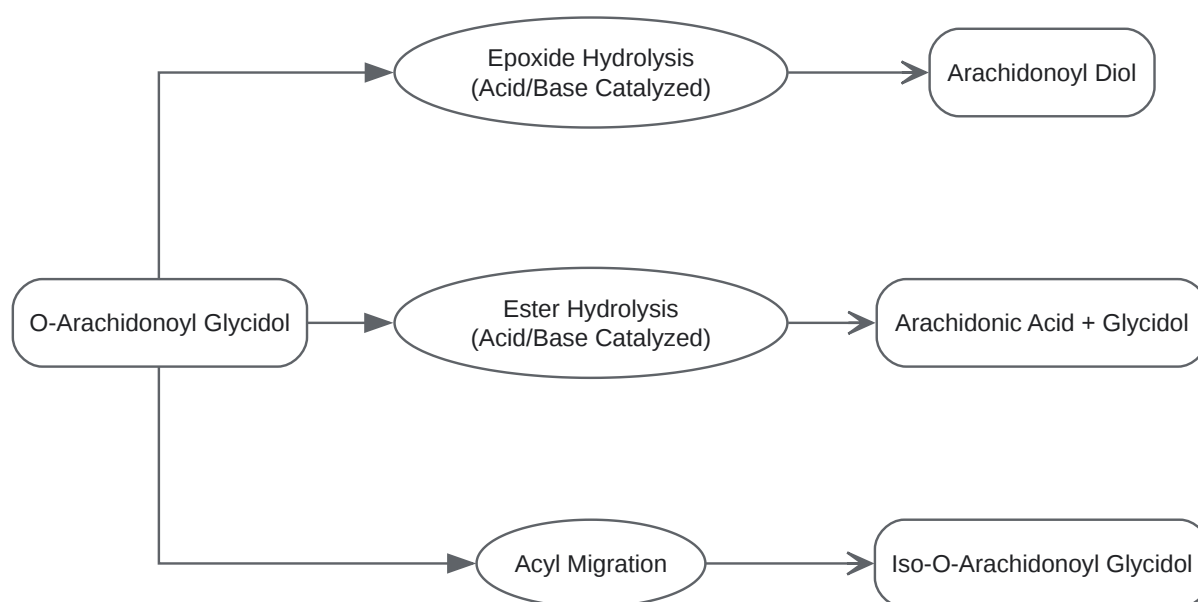 Epoxide Hydrolysis
(Acid/Base Catalyzed)
Arachidonoyl Diol
O-Arachidonoyl Glycidol
Ester Hydrolysis
(Acid/Base Catalyzed)
Arachidonic Acid + Glycidol
Acyl Migration
Iso-O-Arachidonoyl Glycidol